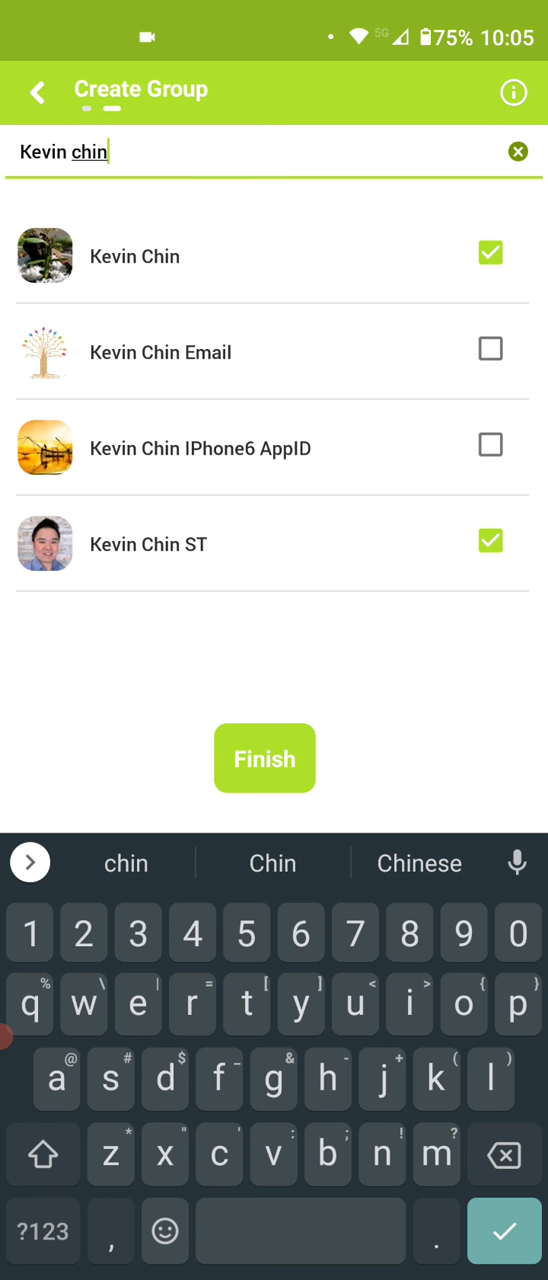 5G 75% 10:05
Create Group
Kevin chin
Kevin Chin
Kevin Chin Email
Kevin Chin IPhone6 AppID
Kevin Chin ST
Finish
chin Chin Chinese
1 2 3 4 5 6 7 8 9 0
% \ | = [ ] < > { }
q w e r t y u i o p
@ # $ _ & - + ( )
a s d f g h j k l
* " ' : ; ! ?
z x c v b n m
?123 , .